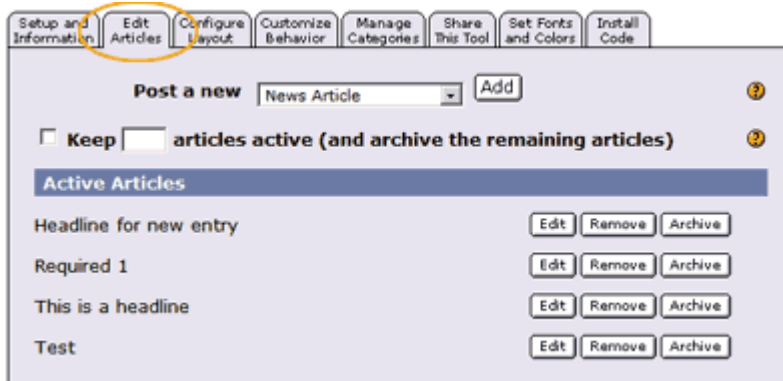 Setup and Information
Edit Articles
Configure Layout
Customize Behavior
Manage Categories
Share This Tool
Set Fonts and Colors
Install Code
Post a new News Article Add ?
Keep articles active (and archive the remaining articles) ?
Active Articles
Headline for new entry Edit Remove Archive
Required 1 Edit Remove Archive
This is a headline Edit Remove Archive
Test Edit Remove Archive